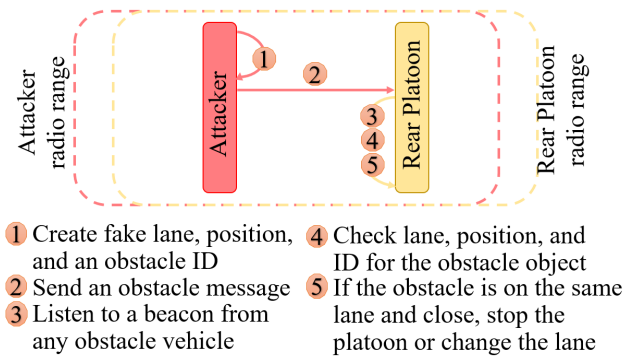 Attacker
radio range
Attacker
1
2
3
4
5
Rear Platoon
Rear Platoon
radio range
1 Create fake lane, position,
and an obstacle ID
2 Send an obstacle message
3 Listen to a beacon from
any obstacle vehicle
4 Check lane, position, and
ID for the obstacle object
5 If the obstacle is on the same
lane and close, stop the
platoon or change the lane